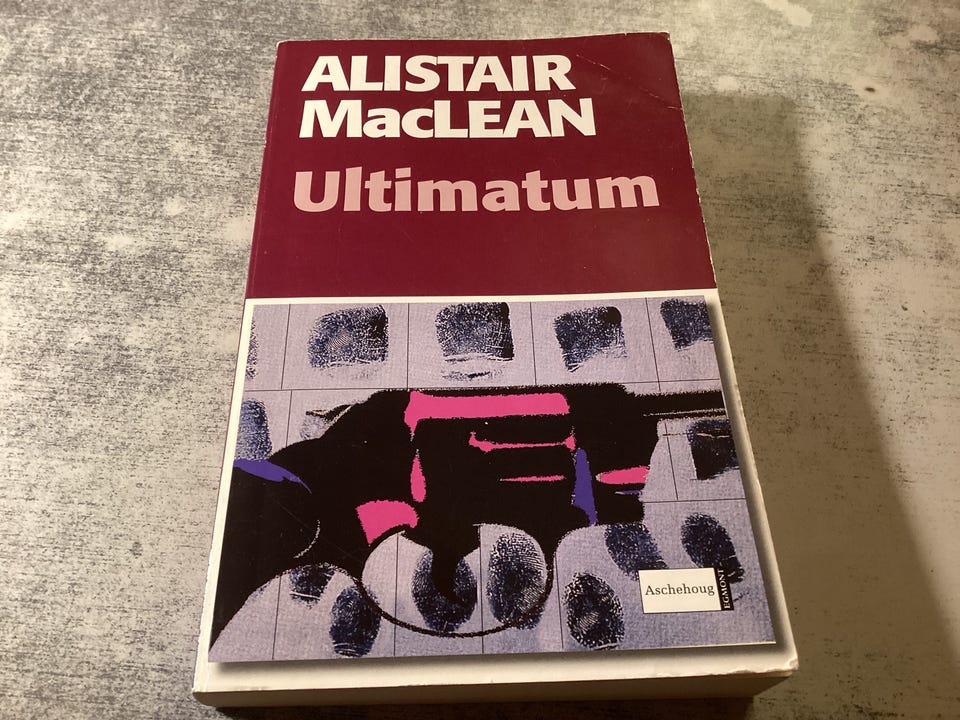 ALISTAIR
MacLEAN
Ultimatum
Aschehoug
EGMONT